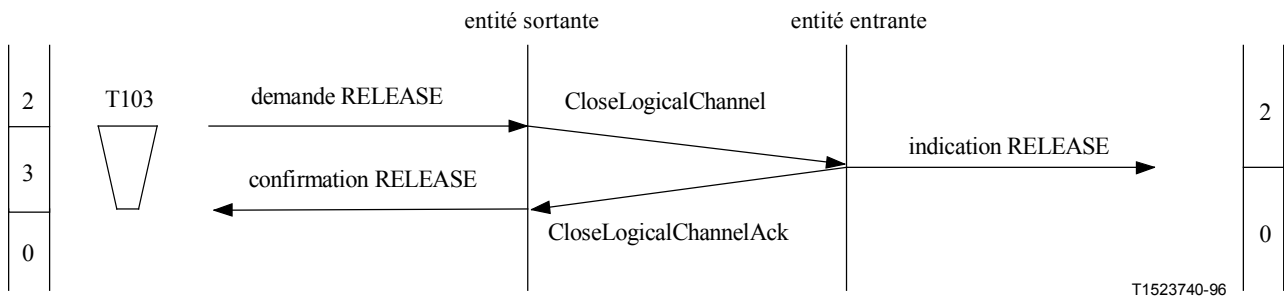 entité sortante
entité entrante
2
T103
demande RELEASE
CloseLogicalChannel
2
indication RELEASE
3
confirmation RELEASE
CloseLogicalChannelAck
0
0
T1523740-96